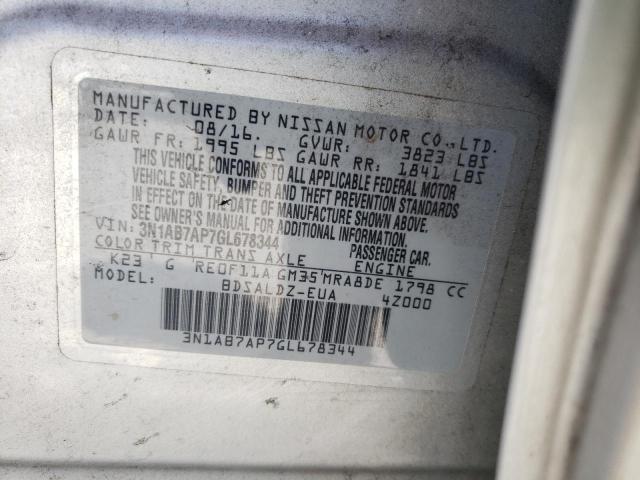 MANUFACTURED BY NISSAN MOTOR CO., LTD.
DATE: 08/16. GVWR: 3823 LBS
GAWR FR: 1995 LBS GAWR RR: 1841 LBS
THIS VEHICLE CONFORMS TO ALL APPLICABLE FEDERAL MOTOR
VEHICLE SAFETY, BUMPER AND THEFT PREVENTION STANDARDS
IN EFFECT ON THE DATE OF MANUFACTURE SHOWN ABOVE.
SEE OWNER'S MANUAL FOR ADDITIONAL INFORMATION.
VIN: 3N1AB7AP7GL678344 PASSENGER CAR.
COLOR TRIM TRANS AXLE ENGINE
K23 G RE0F11A GM35 MRA8DE 1798 CC
MODEL: BDSALDZ-EUA 4Z000
3N1AB7AP7GL678344